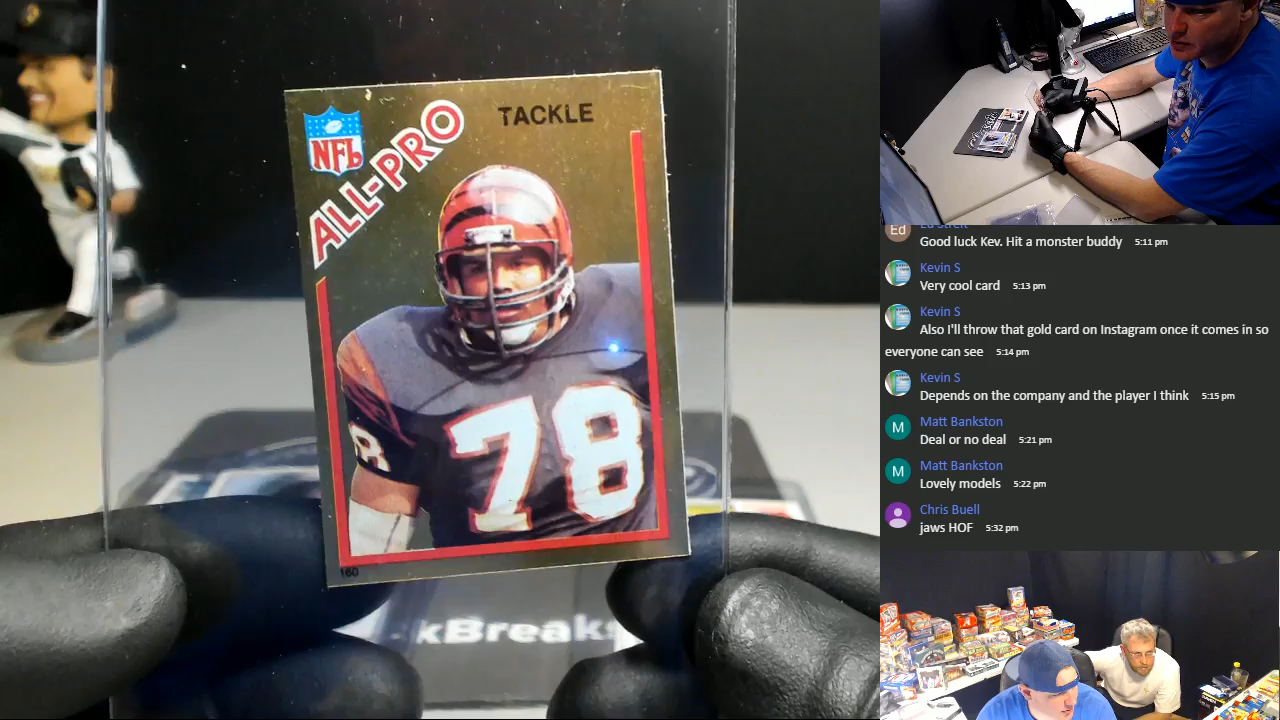 TACKLE
NFL
ALL-PRO
78
8
160
kBreaks
Ed Streit
Good luck Kev. Hit a monster buddy 5:11 pm
Kevin S
Very cool card 5:13 pm
Kevin S
Also I'll throw that gold card on Instagram once it comes in so
everyone can see 5:14 pm
Kevin S
Depends on the company and the player I think 5:15 pm
M Matt Bankston
Deal or no deal 5:21 pm
M Matt Bankston
Lovely models 5:22 pm
Chris Buell
jaws HOF 5:32 pm